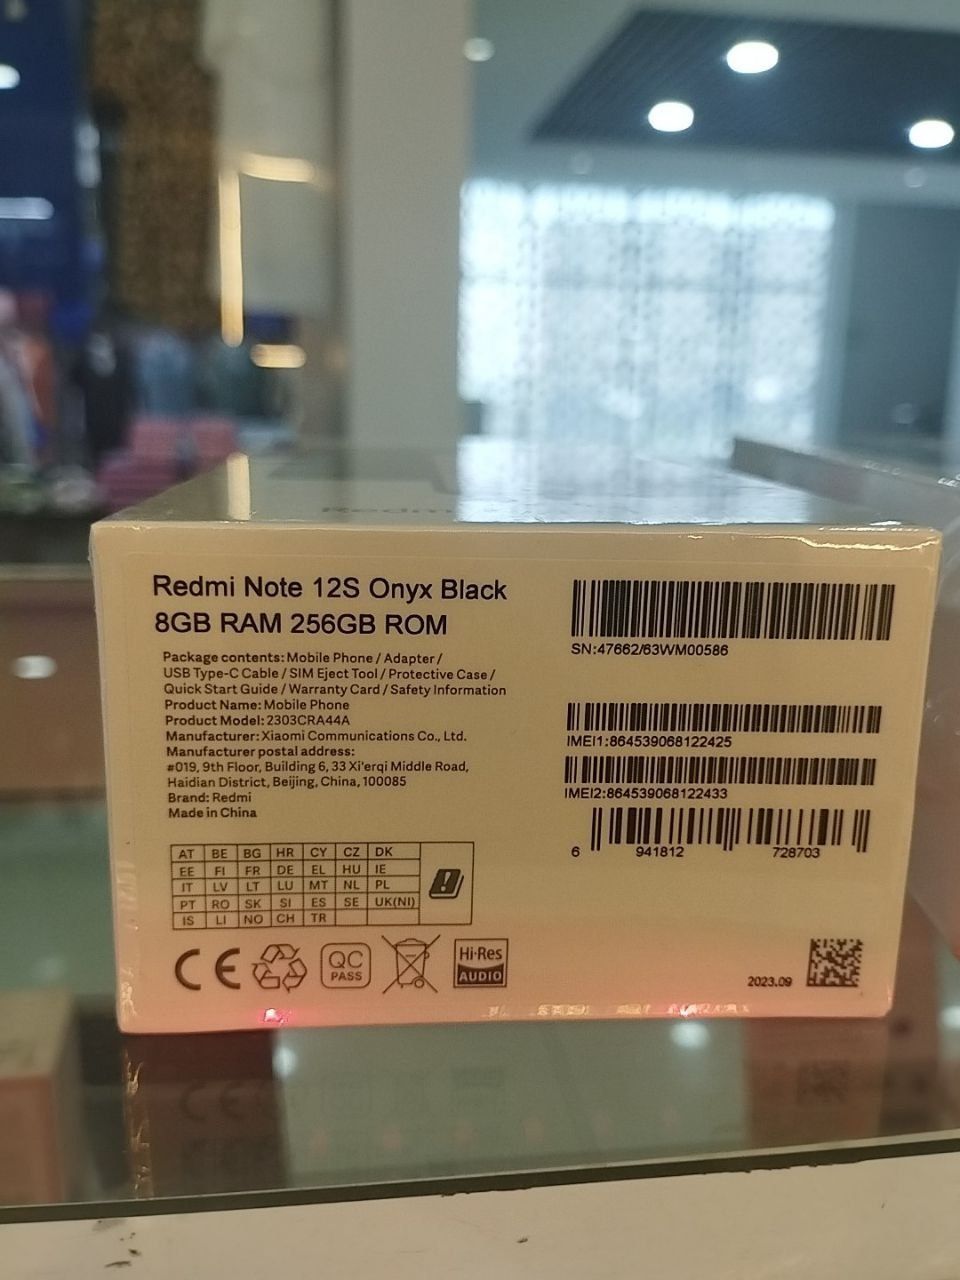 Redmi Note 12S Onyx Black
8GB RAM 256GB ROM
Package contents: Mobile Phone / Adapter /
USB Type-C Cable / SIM Eject Tool / Protective Case /
Quick Start Guide / Warranty Card / Safety Information
Product Name: Mobile Phone
Product Model: 2303CRA44A
Manufacturer: Xiaomi Communications Co., Ltd.
Manufacturer postal address:
#019, 9th Floor, Building 6, 33 Xi'erqi Middle Road,
Haidian District, Beijing, China, 100085
Brand: Redmi
Made in China
SN:47662/63WM00586
IMEI1:864539068122425
IMEI2:864539068122433
6 941812 728703
AT BE BG HR CY CZ DK
EE FI FR DE EL HU IE
IT LV LT LU MT NL PL
PT RO SK SI ES SE UK(NI)
IS LI NO CH TR
CE
QC
PASS
Hi-Res
AUDIO
2023.09